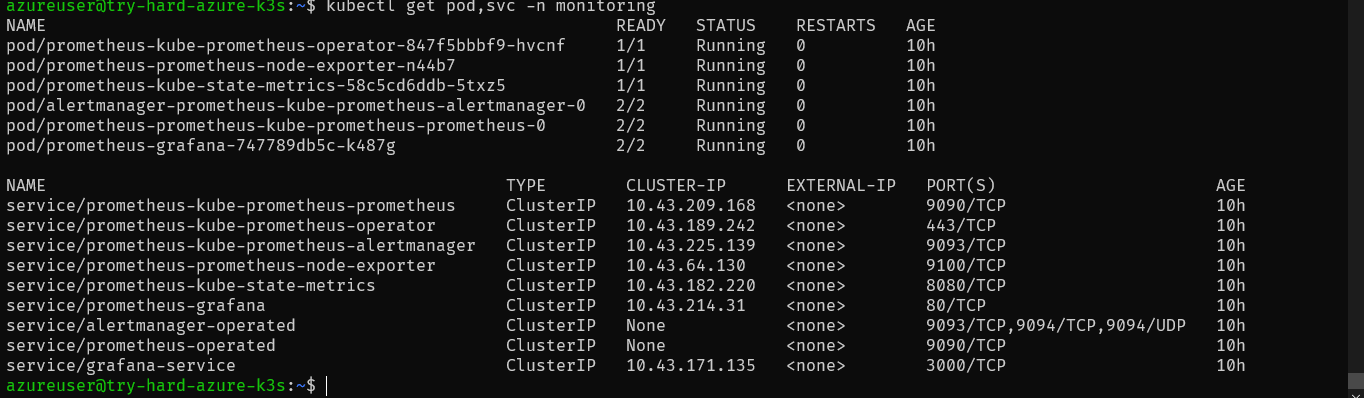 azureuser@try-hard-azure-k3s:~$ kubectl get pod,svc -n monitoring
NAME READY STATUS RESTARTS AGE
pod/prometheus-kube-prometheus-operator-847f5bbbf9-hvcnf 1/1 Running 0 10h
pod/prometheus-prometheus-node-exporter-n44b7 1/1 Running 0 10h
pod/prometheus-kube-state-metrics-58c5cd6ddb-5txz5 1/1 Running 0 10h
pod/alertmanager-prometheus-kube-prometheus-alertmanager-0 2/2 Running 0 10h
pod/prometheus-prometheus-kube-prometheus-prometheus-0 2/2 Running 0 10h
pod/prometheus-grafana-747789db5c-k487g 2/2 Running 0 10h
NAME TYPE CLUSTER-IP EXTERNAL-IP PORT(S) AGE
service/prometheus-kube-prometheus-prometheus ClusterIP 10.43.209.168 <none> 9090/TCP 10h
service/prometheus-kube-prometheus-operator ClusterIP 10.43.189.242 <none> 443/TCP 10h
service/prometheus-kube-prometheus-alertmanager ClusterIP 10.43.225.139 <none> 9093/TCP 10h
service/prometheus-prometheus-node-exporter ClusterIP 10.43.64.130 <none> 9100/TCP 10h
service/prometheus-kube-state-metrics ClusterIP 10.43.182.220 <none> 8080/TCP 10h
service/prometheus-grafana ClusterIP 10.43.214.31 <none> 80/TCP 10h
service/alertmanager-operated ClusterIP None <none> 9093/TCP,9094/TCP,9094/UDP 10h
service/prometheus-operated ClusterIP None <none> 9090/TCP 10h
service/grafana-service ClusterIP 10.43.171.135 <none> 3000/TCP 10h
azureuser@try-hard-azure-k3s:~$